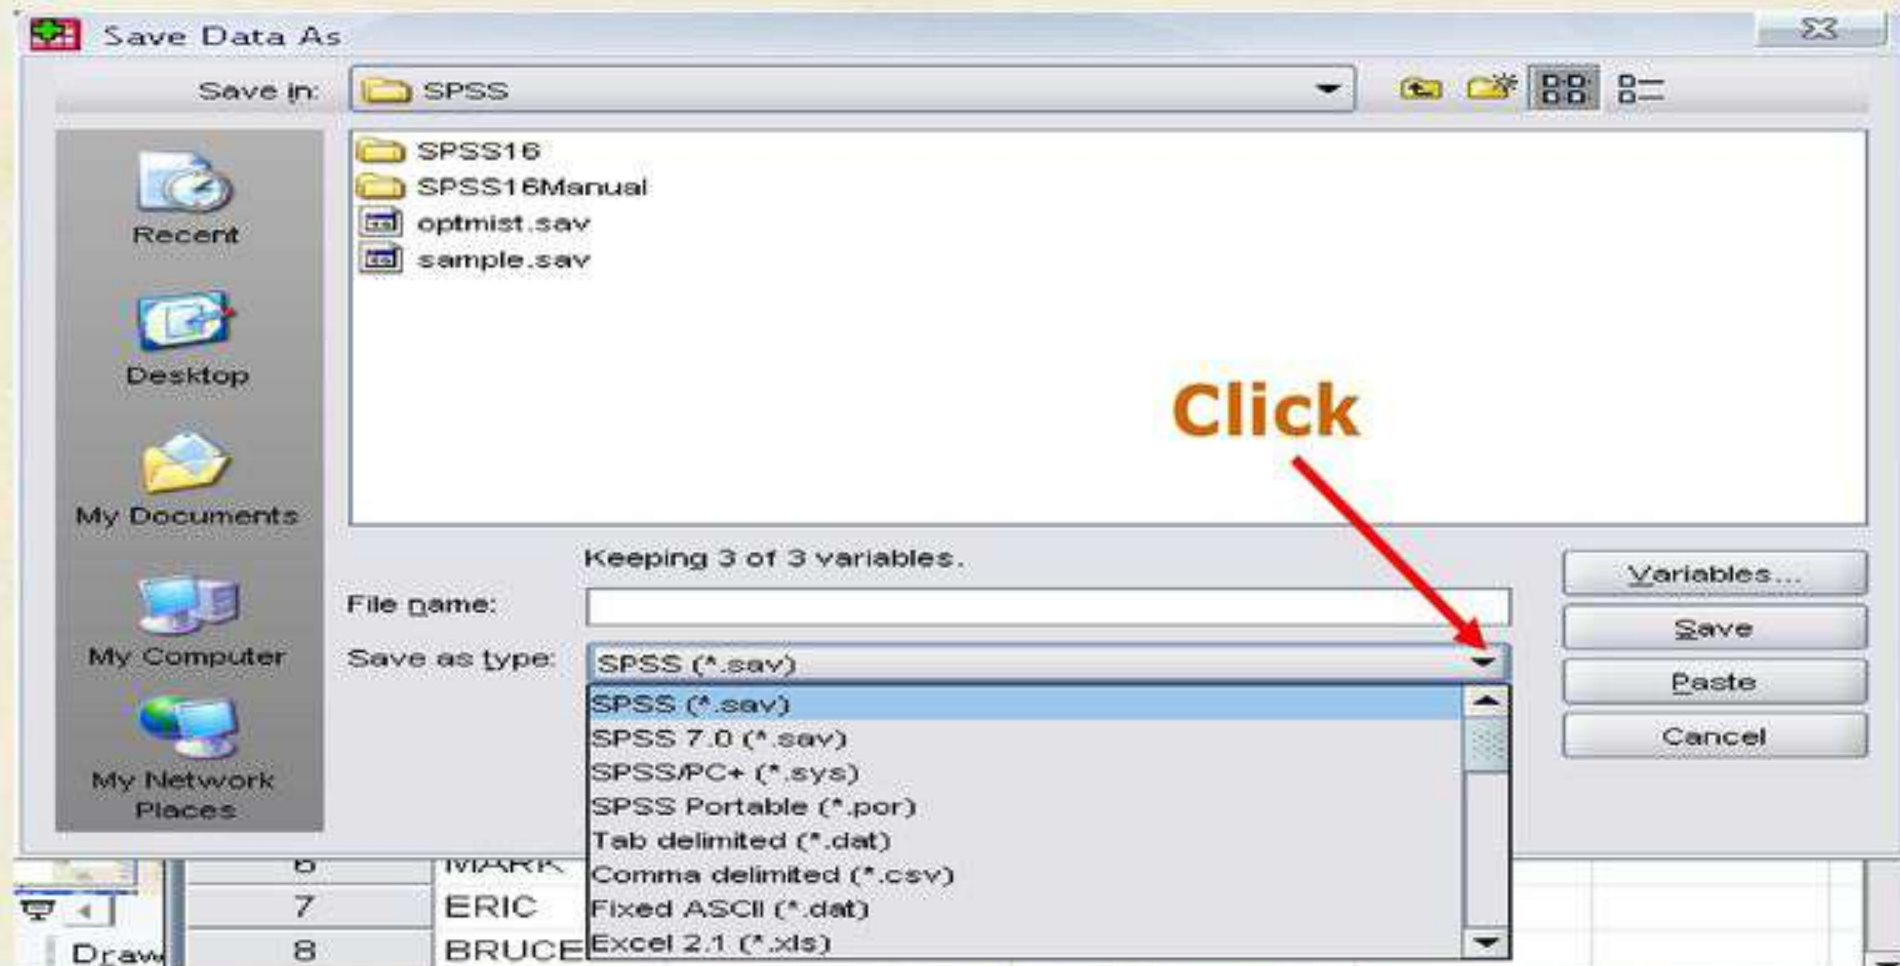 Save Data As
Save in: SPSS
SPSS16
SPSS16Manual
optmist.sav
sample.sav
Recent
Desktop
My Documents
My Computer
My Network
Places
Click
Keeping 3 of 3 variables.
File name:
Save as type: SPSS (*.sav)
SPSS (*.sav)
SPSS 7.0 (*.sav)
SPSS/PC+ (*.sys)
SPSS Portable (*.por)
Tab delimited (*.dat)
Comma delimited (*.csv)
Fixed ASCII (*.dat)
Excel 2.1 (*.xls)
Variables...
Save
Paste
Cancel
6 MARK
7 ERIC
8 BRUCE
Draw